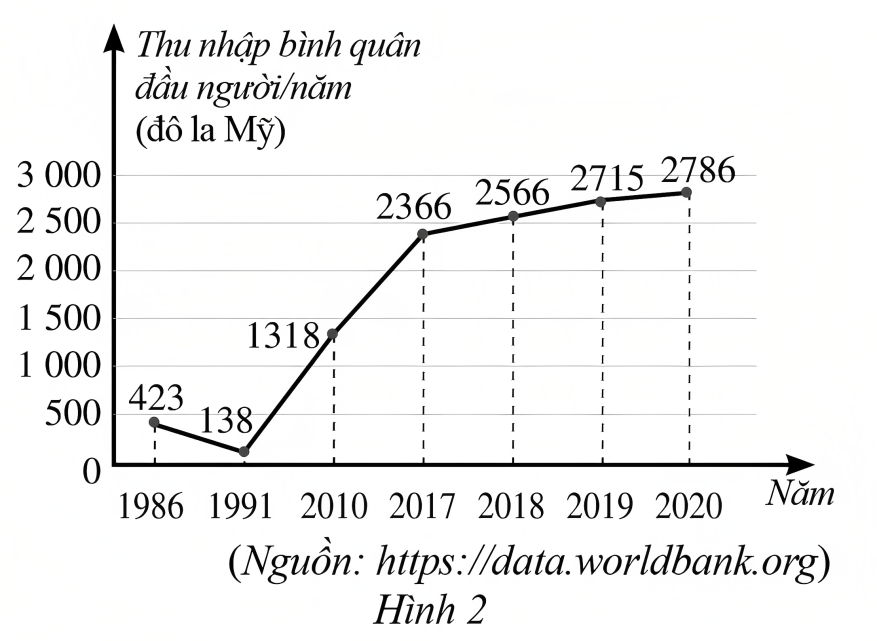 Thu nhập bình quân
đầu người/năm
(đô la Mỹ)
3 000
2 500
2 000
1 500
1 000
500
0
423
138
1318
2366
2566
2715
2786
1986 1991 2010 2017 2018 2019 2020
Năm
(Nguồn: https://data.worldbank.org)
Hình 2